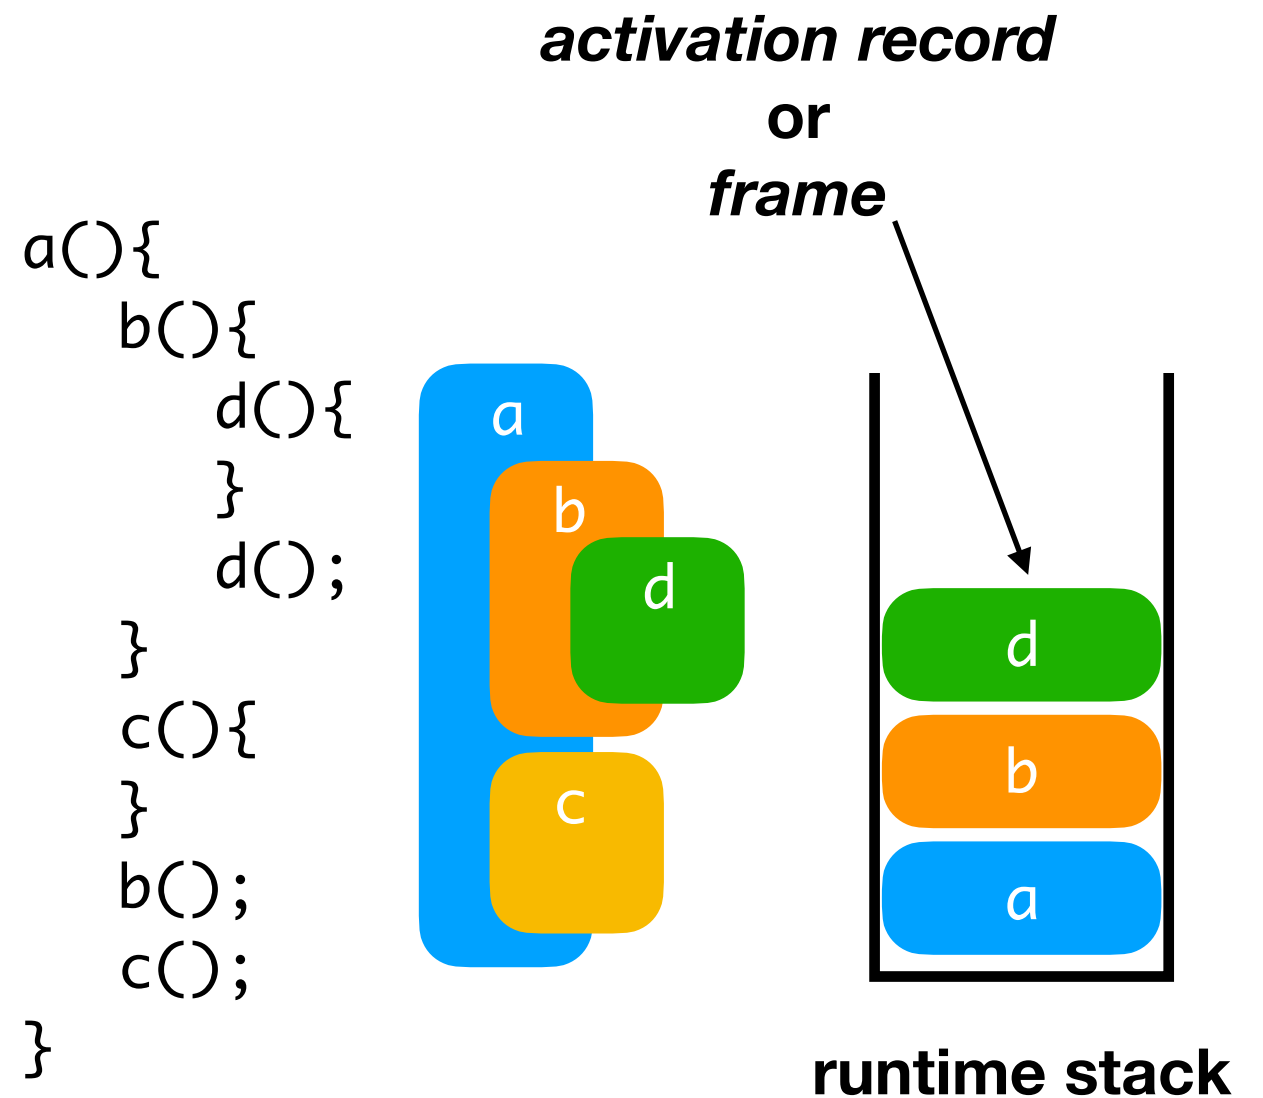 activation record
or
frame
a(){
b(){
d(){
}
d();
}
c(){
}
b();
c();
}
a
b
d
c
d
b
a
runtime stack